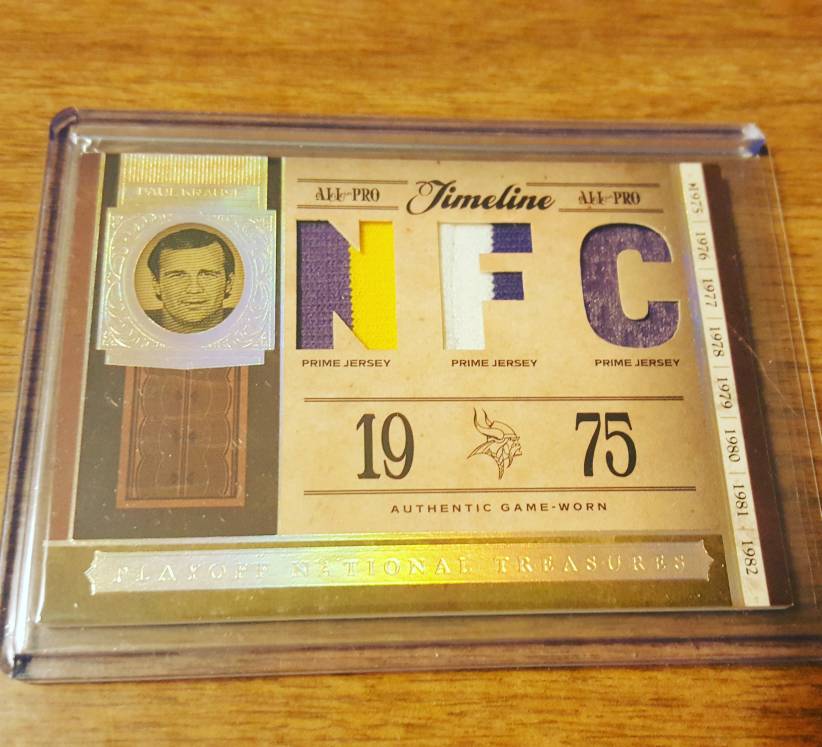 PAUL KRAUSE
ALL-PRO Timeline ALL-PRO
NFC
PRIME JERSEY PRIME JERSEY PRIME JERSEY
19 75
AUTHENTIC GAME-WORN
PLAYOFF NATIONAL TREASURES
1975 | 1976 | 1977 | 1978 | 1979 | 1980 | 1981 | 1982